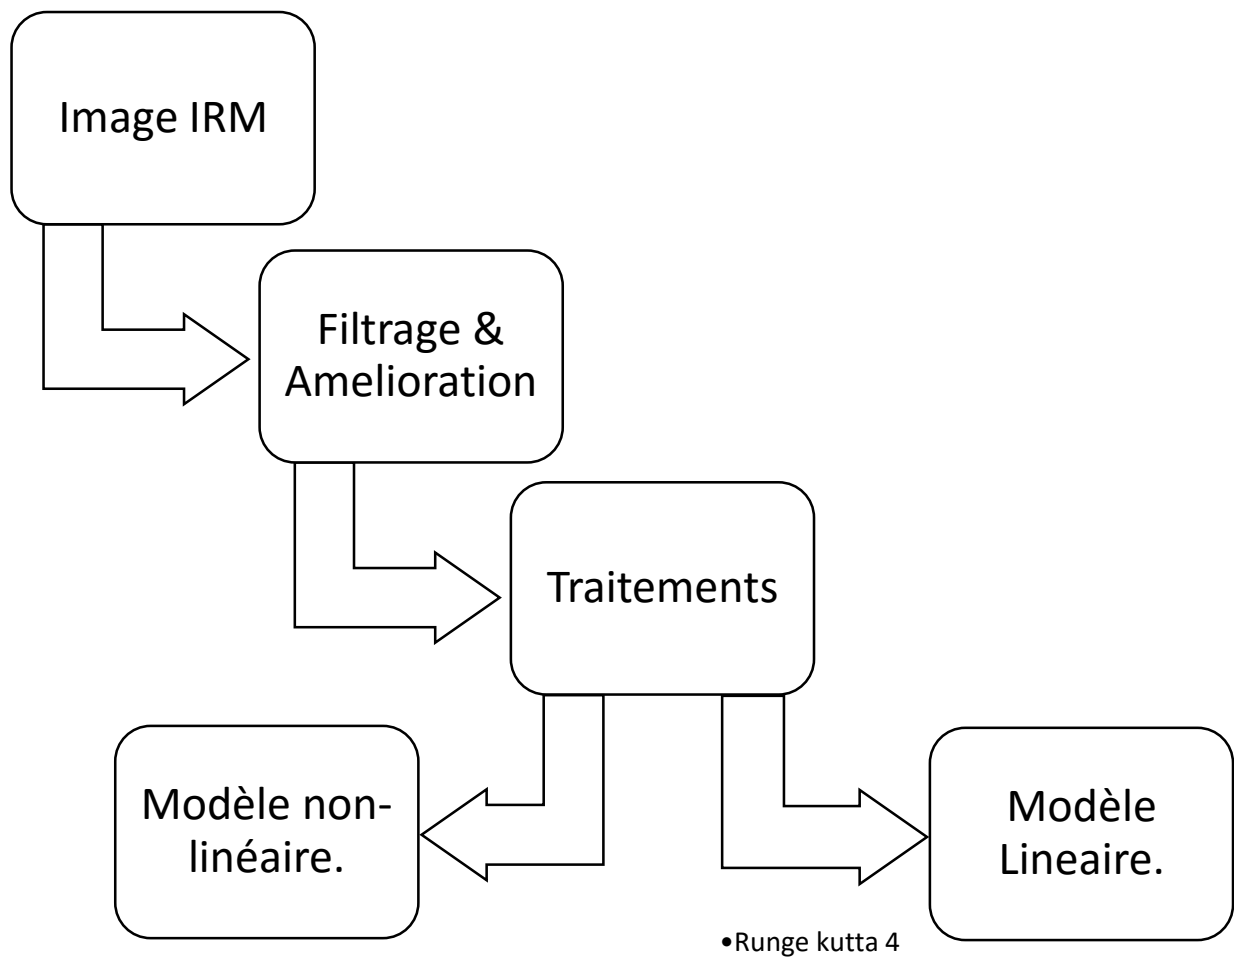 Image IRM
Filtrage &
Amelioration
Traitements
Modèle non-
linéaire.
Modèle
Lineaire.
•Runge kutta 4